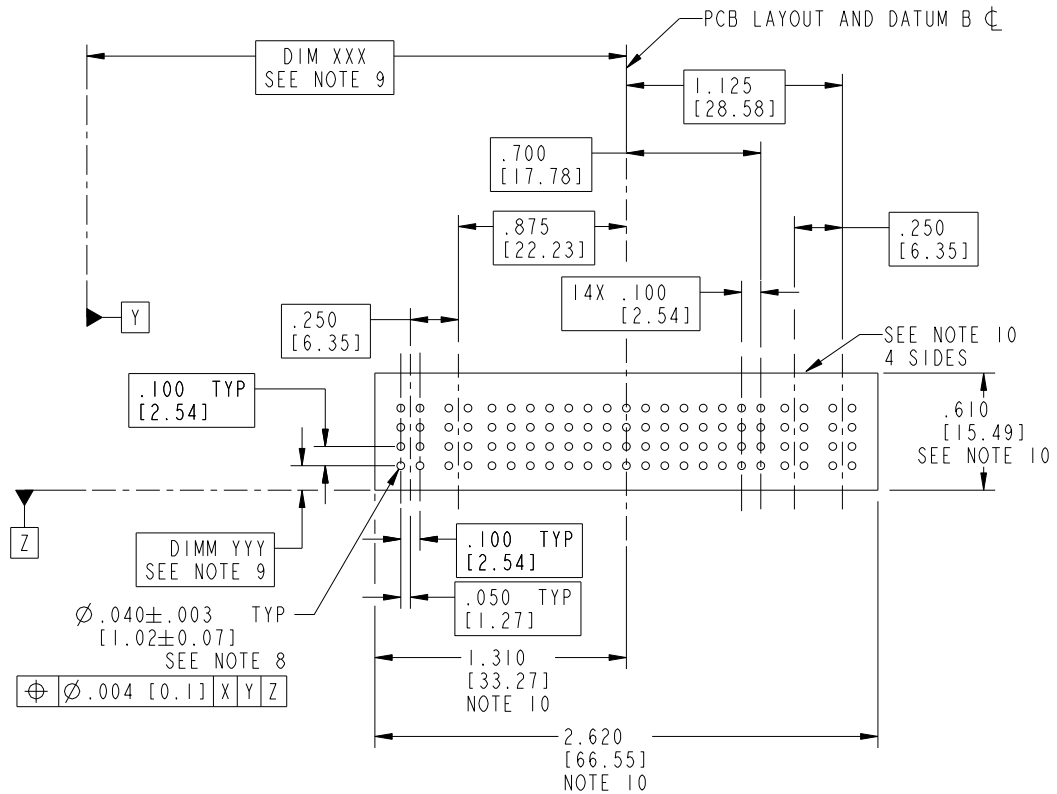 PCB LAYOUT AND DATUM B ℄
DIM XXX
SEE NOTE 9
1.125
[28.58]
.700
[17.78]
.875
[22.23]
.250
[6.35]
14X .100
[2.54]
Y
.250
[6.35]
SEE NOTE 10
4 SIDES
.100 TYP
[2.54]
.610
[15.49]
SEE NOTE 10
Z
DIMM YYY
SEE NOTE 9
.100 TYP
[2.54]
.050 TYP
[1.27]
Ø.040±.003 TYP
[1.02±0.07]
SEE NOTE 8
⌖ Ø.004 [0.1] X Y Z
1.310
[33.27]
NOTE 10
2.620
[66.55]
NOTE 10